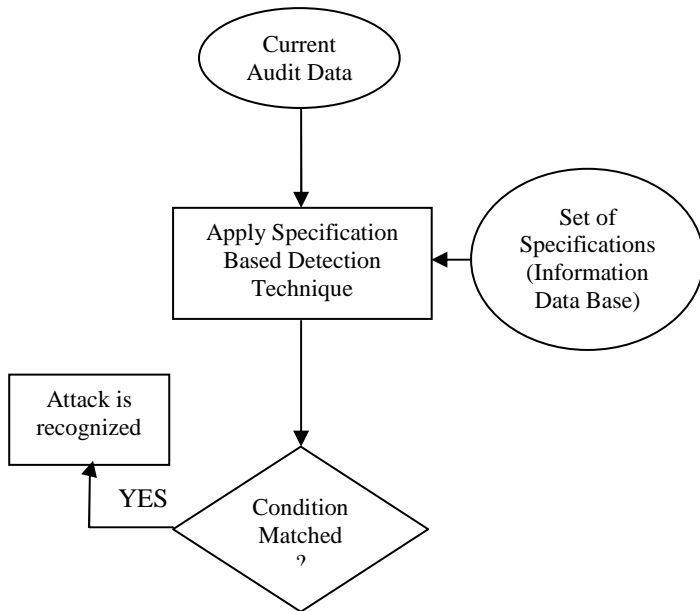 Current
Audit Data
Apply Specification
Based Detection
Technique
Set of
Specifications
(Information
Data Base)
Attack is
recognized
YES
Condition
Matched
?